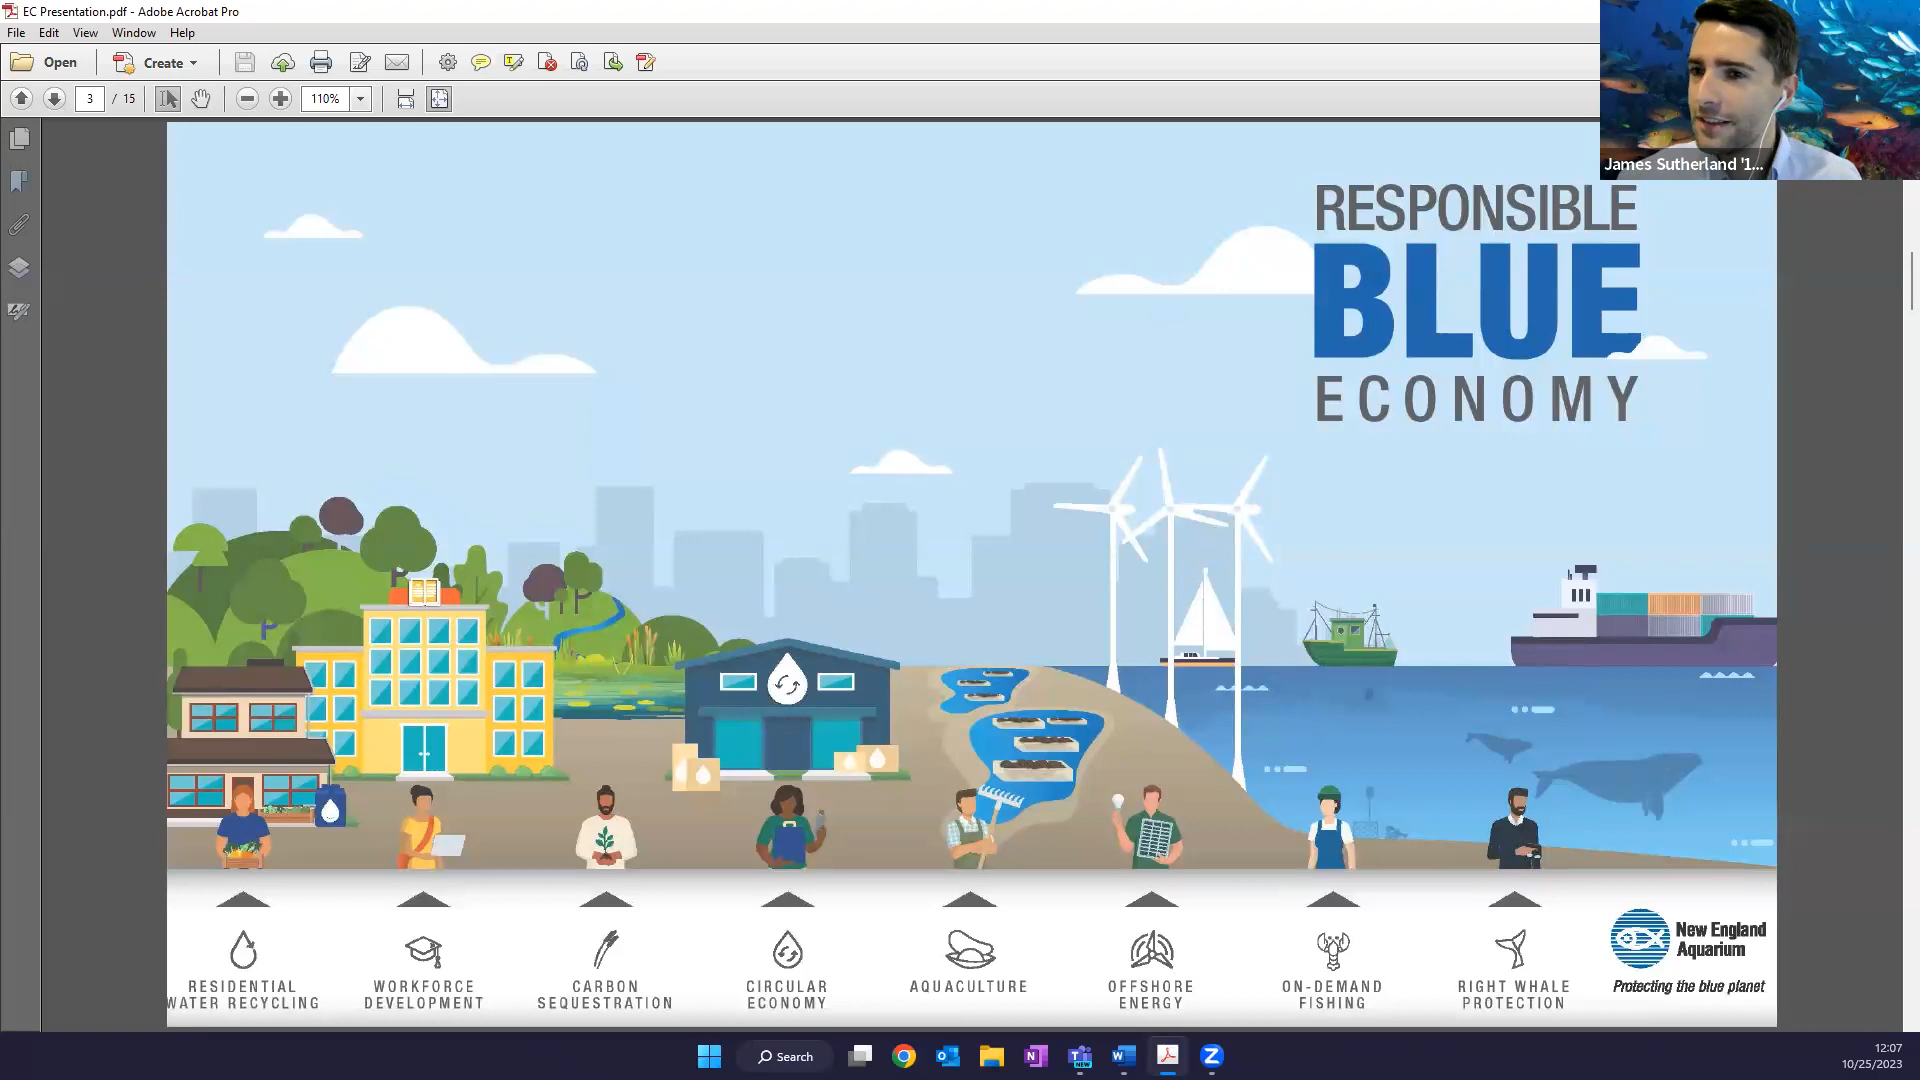 EC Presentation.pdf - Adobe Acrobat Pro
File Edit View Window Help
Open Create
3 / 15 110%
James Sutherland '1...
RESPONSIBLE
BLUE
ECONOMY
RESIDENTIAL
WATER RECYCLING
WORKFORCE
DEVELOPMENT
CARBON
SEQUESTRATION
CIRCULAR
ECONOMY
AQUACULTURE
OFFSHORE
ENERGY
ON-DEMAND
FISHING
RIGHT WHALE
PROTECTION
New England
Aquarium
Protecting the blue planet
Search
NEW
12:07
10/25/2023